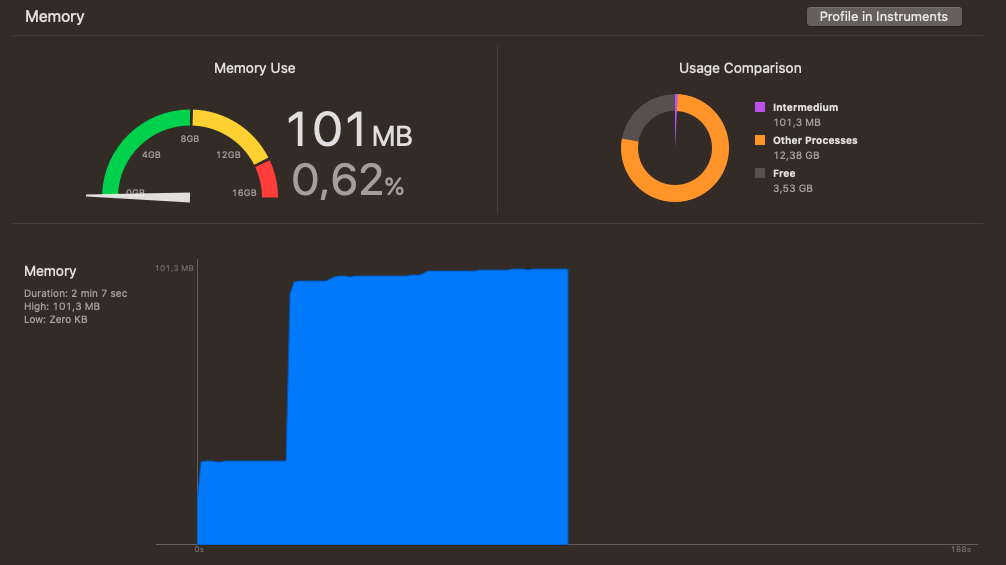 Memory
Profile in Instruments
Memory Use
0GB
4GB
8GB
12GB
16GB
101 MB
0,62%
Usage Comparison
Intermedium
101,3 MB
Other Processes
12,38 GB
Free
3,53 GB
Memory
Duration: 2 min 7 sec
High: 101,3 MB
Low: Zero KB
101,3 MB
0s
188s